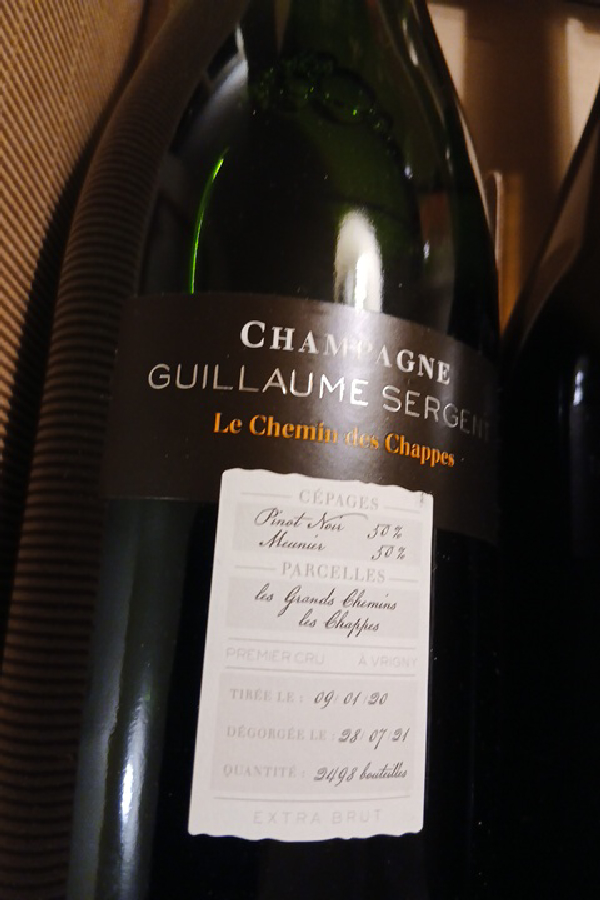 CHAMPAGNE
GUILLAUME SERGENT
Le Chemin des Chappes
CÉPAGES
Pinot Noir 50 %
Meunier 50 %
PARCELLES
les Grands Chemins
les Chappes
PREMIER CRU À VRIGNY
TIRÉE LE : 09/01/20
DÉGORGÉE LE : 28/07/21
QUANTITÉ : 2498 bouteilles
EXTRA BRUT